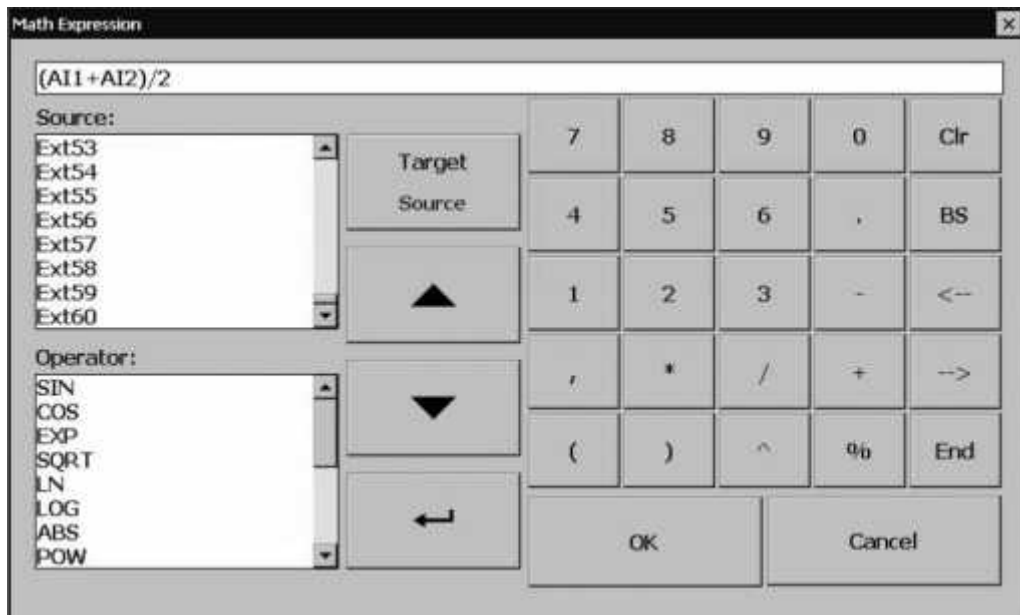 Math Expression
(AI1+AI2)/2
Source:
Ext53
Ext54
Ext55
Ext56
Ext57
Ext58
Ext59
Ext60
Target
Source
Operator:
SIN
COS
EXP
SQRT
LN
LOG
ABS
POW
7 8 9 0 Clr
4 5 6 . BS
1 2 3 - <--
, * / + -->
( ) ^ % End
OK Cancel